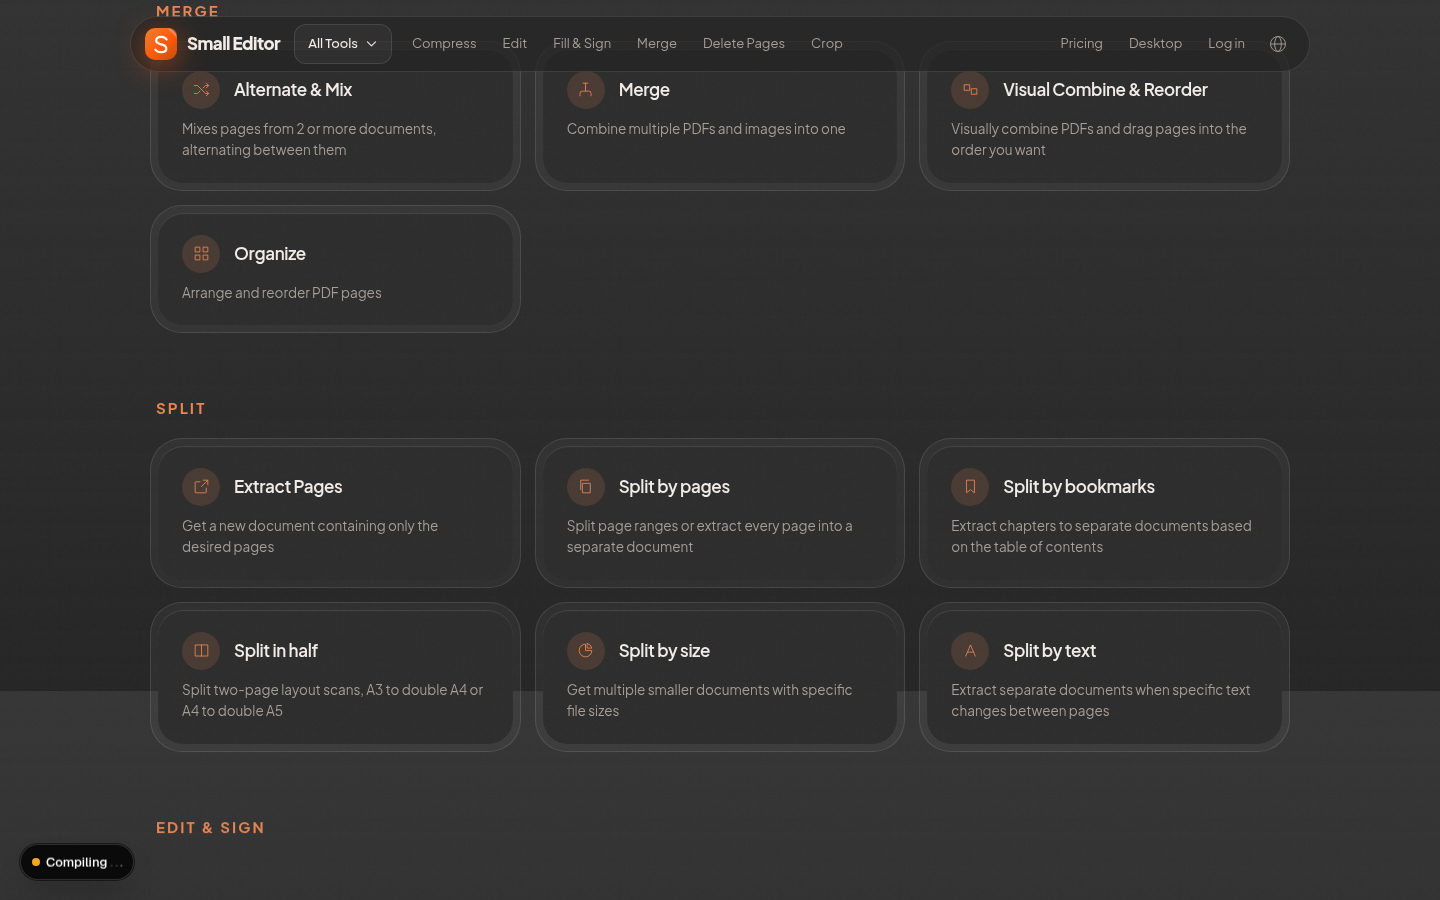 MERGE
S Small Editor All Tools Compress Edit Fill & Sign Merge Delete Pages Crop Pricing Desktop Log in
Alternate & Mix
Mixes pages from 2 or more documents,
alternating between them
Merge
Combine multiple PDFs and images into one
Visual Combine & Reorder
Visually combine PDFs and drag pages into the
order you want
Organize
Arrange and reorder PDF pages
SPLIT
Extract Pages
Get a new document containing only the
desired pages
Split by pages
Split page ranges or extract every page into a
separate document
Split by bookmarks
Extract chapters to separate documents based
on the table of contents
Split in half
Split two-page layout scans, A3 to double A4 or
A4 to double A5
Split by size
Get multiple smaller documents with specific
file sizes
Split by text
Extract separate documents when specific text
changes between pages
EDIT & SIGN
Compiling ...